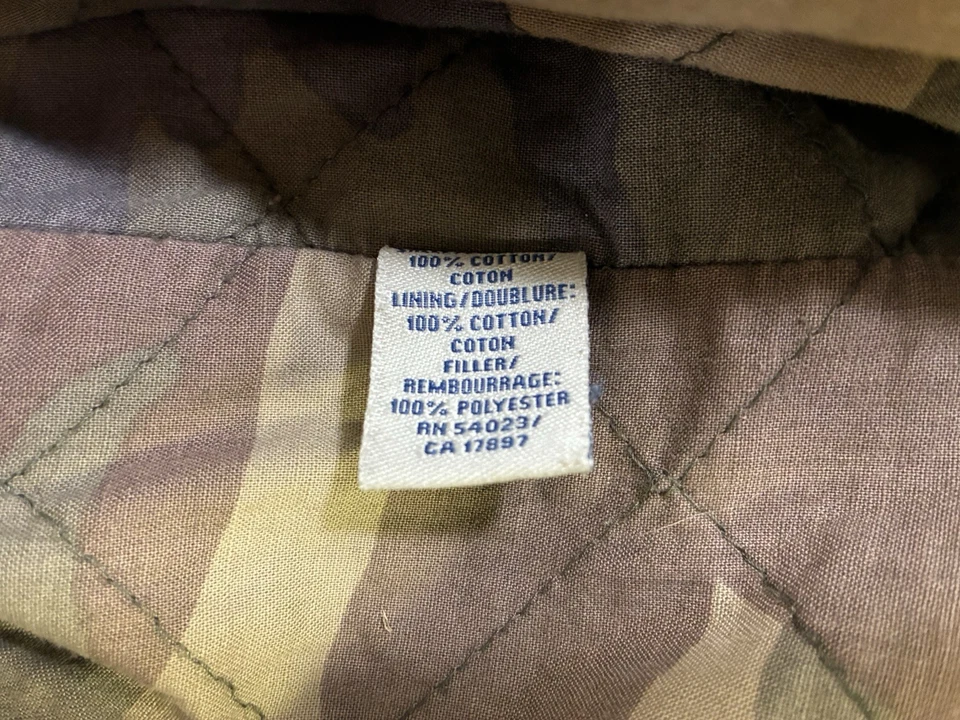 100% COTTON/
COTON
LINING/DOUBLURE:
100% COTTON/
COTON
FILLER/
REMBOURRAGE:
100% POLYESTER
RN 54023/
CA 17897